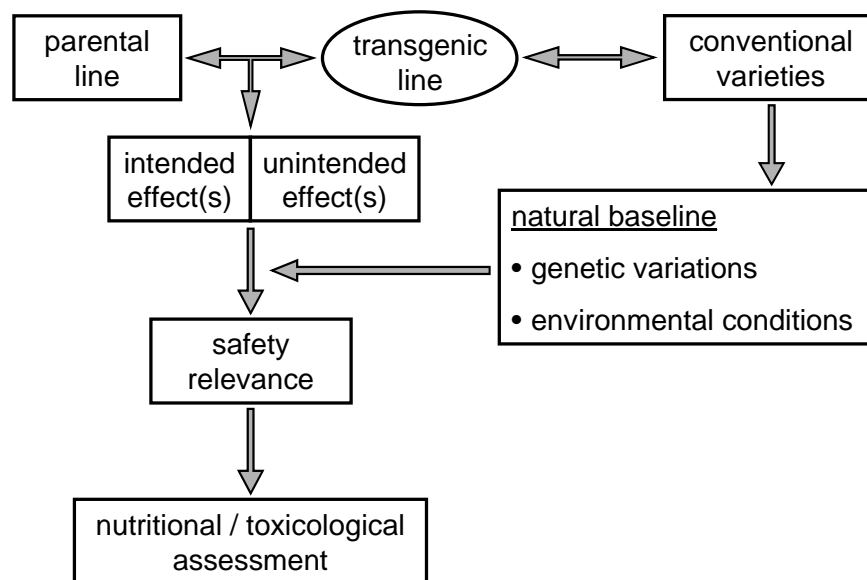 parental
line
transgenic
line
conventional
varieties
intended
effect(s)
unintended
effect(s)
natural baseline
• genetic variations
• environmental conditions
safety
relevance
nutritional / toxicological
assessment